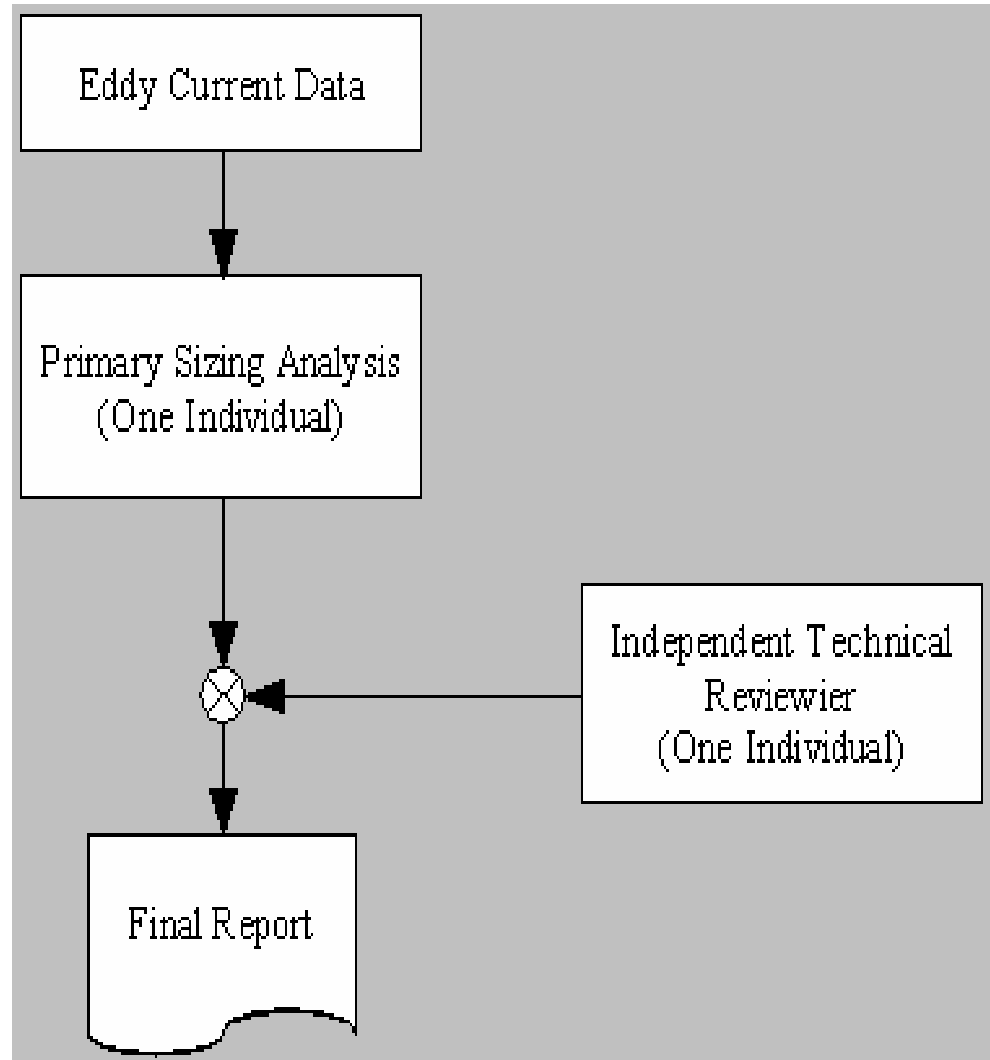 Eddy Current Data
Primary Sizing Analysis
(One Individual)
Independent Technical
Reviewier
(One Individual)
Final Report